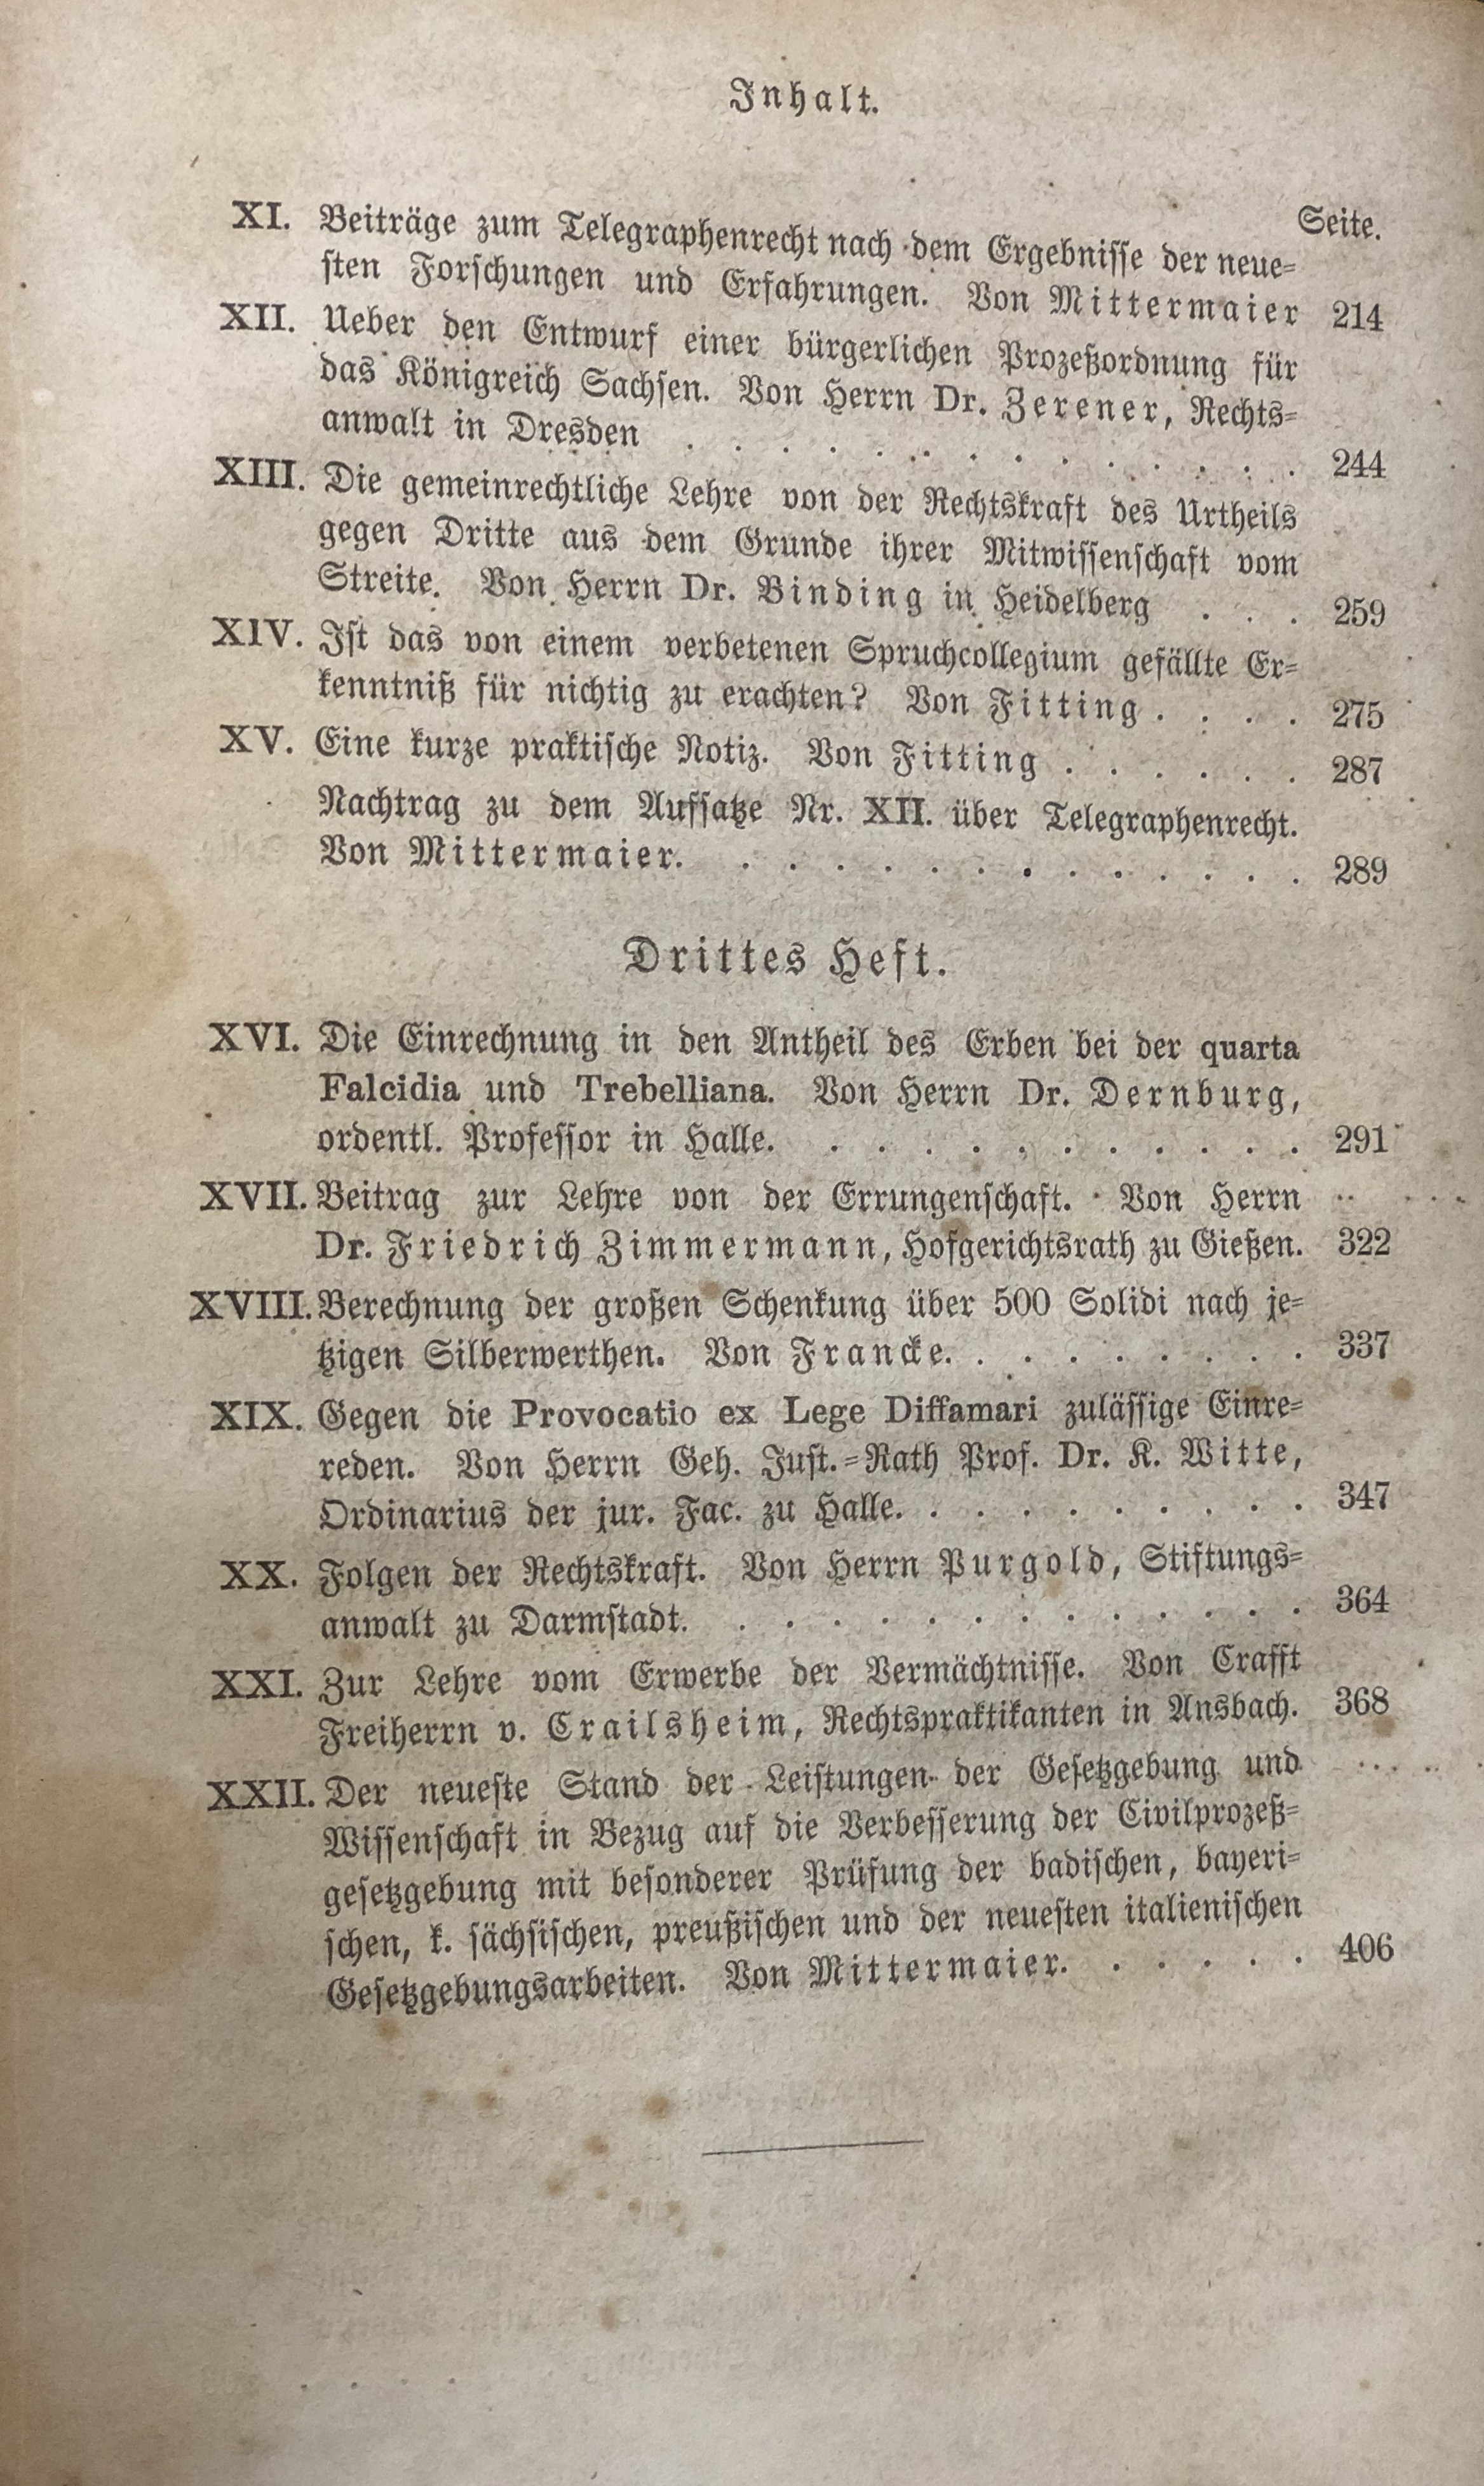 Inhalt.
Seite.
XI. Beiträge zum Telegraphenrecht nach dem Ergebnisse der neue-
sten Forschungen und Erfahrungen. Von Mittermaier 214
XII. Ueber den Entwurf einer bürgerlichen Prozeßordnung für
das Königreich Sachsen. Von Herrn Dr. Zerener, Rechts-
anwalt in Dresden . . . . . . . . . . . . . . 244
XIII. Die gemeinrechtliche Lehre von der Rechtskraft des Urtheils
gegen Dritte aus dem Grunde ihrer Mitwissenschaft vom
Streite. Von Herrn Dr. Binding in Heidelberg . . . 259
XIV. Ist das von einem verbetenen Spruchcollegium gefällte Er-
kenntniß für nichtig zu erachten? Von Fitting . . . . 275
XV. Eine kurze praktische Notiz. Von Fitting . . . . . . 287
Nachtrag zu dem Aufsatze Nr. XII. über Telegraphenrecht.
Von Mittermaier. . . . . . . . . . . . . . 289
Drittes Heft.
XVI. Die Einrechnung in den Antheil des Erben bei der quarta
Falcidia und Trebelliana. Von Herrn Dr. Dernburg,
ordentl. Professor in Halle. . . . . . . . . . . . 291
XVII. Beitrag zur Lehre von der Errungenschaft. Von Herrn
Dr. Friedrich Zimmermann, Hofgerichtsrath zu Gießen. 322
XVIII. Berechnung der großen Schenkung über 500 Solidi nach je-
tzigen Silberwerthen. Von Francke. . . . . . . . . 337
XIX. Gegen die Provocatio ex Lege Diffamari zulässige Einre-
reden. Von Herrn Geh. Just.-Rath Prof. Dr. K. Witte,
Ordinarius der jur. Fac. zu Halle. . . . . . . . . . 347
XX. Folgen der Rechtskraft. Von Herrn Purgold, Stiftungs-
anwalt zu Darmstadt. . . . . . . . . . . . . . 364
XXI. Zur Lehre vom Erwerbe der Vermächtnisse. Von Crafft
Freiherrn v. Crailsheim, Rechtspraktikanten in Ansbach. 368
XXII. Der neueste Stand der Leistungen der Gesetzgebung und
Wissenschaft in Bezug auf die Verbesserung der Civilprozeß-
gesetzgebung mit besonderer Prüfung der badischen, bayeri-
schen, k. sächsischen, preußischen und der neuesten italienischen
Gesetzgebungsarbeiten. Von Mittermaier. . . . . . 406